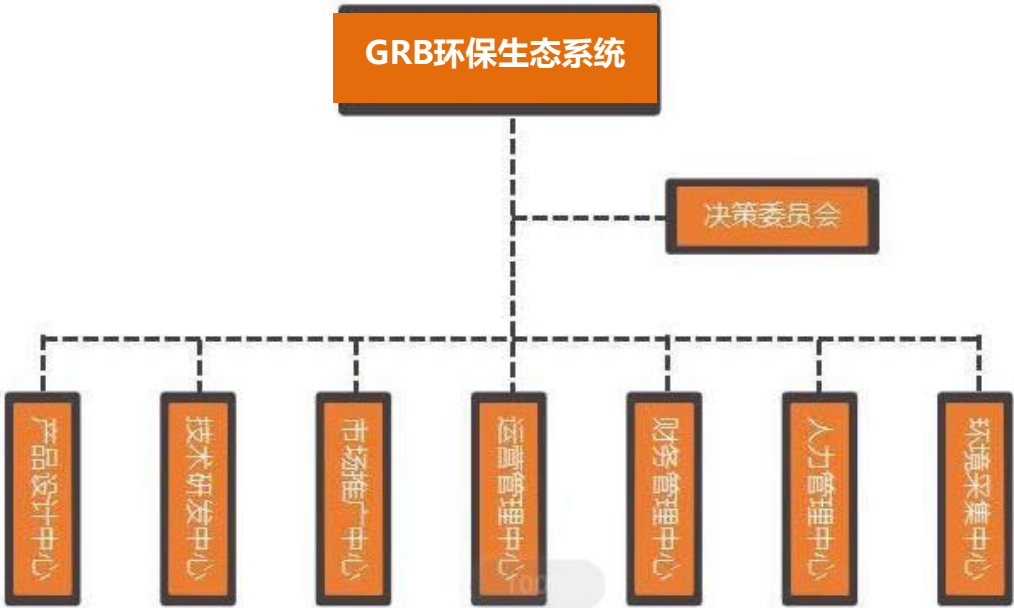 GRB环保生态系统
决策委员会
产品设计中心
技术研发中心
市场推广中心
运营管理中心
财务管理中心
人力管理中心
环境采集中心
100